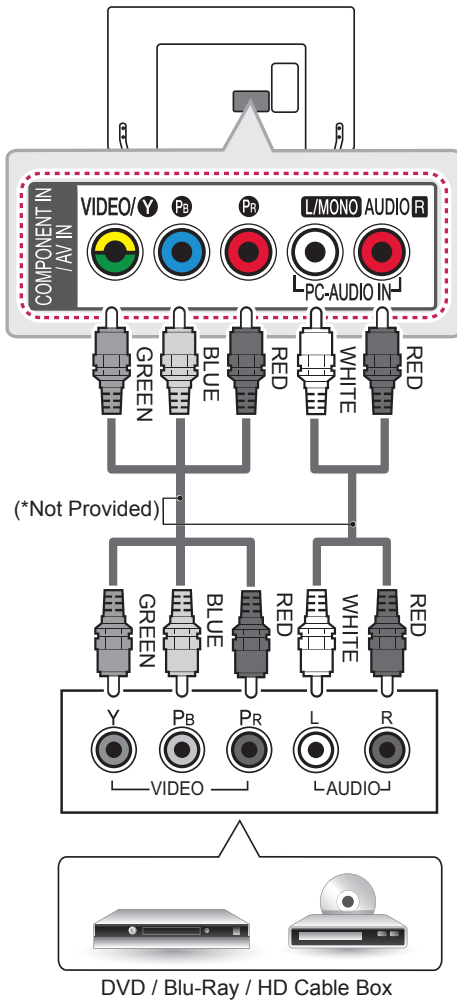 COMPONENT IN
/ AV IN
VIDEO/Y PB PR L/MONO AUDIO R
PC-AUDIO IN
GREEN BLUE RED WHITE RED
(*Not Provided)
GREEN BLUE RED WHITE RED
Y PB PR L R
VIDEO AUDIO
DVD / Blu-Ray / HD Cable Box